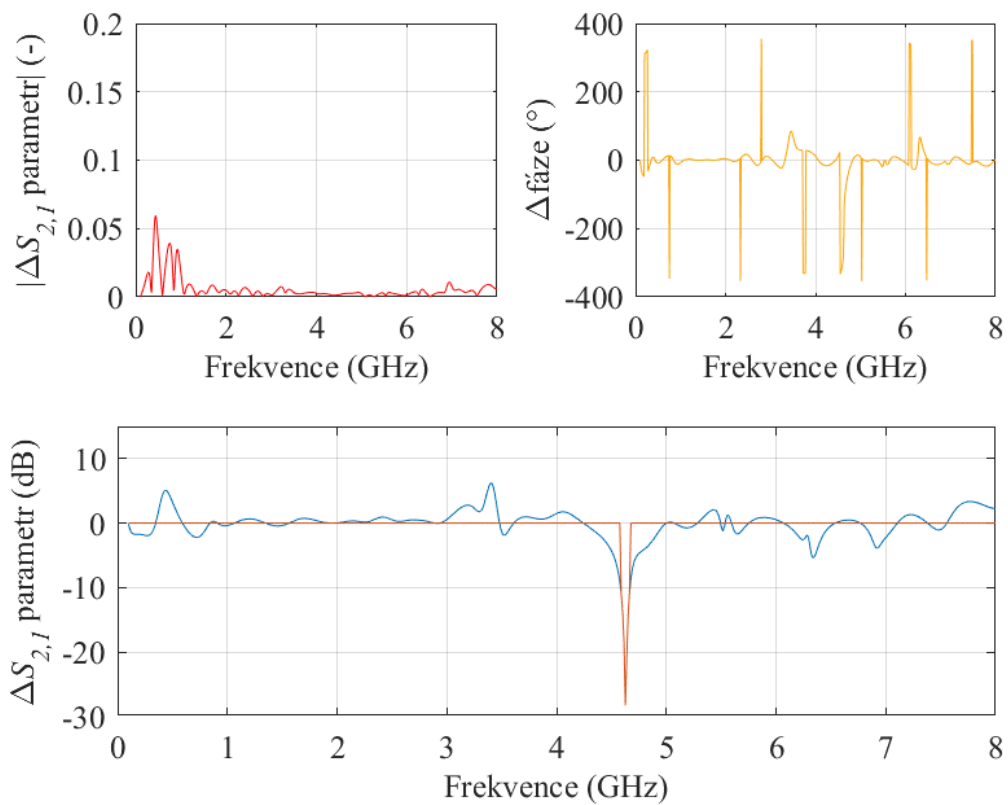 |ΔS2,1 parametr| (-)
0.2
0.15
0.1
0.05
0
0 2 4 6 8
Frekvence (GHz)
Δfáze (°)
400
200
0
-200
-400
0 2 4 6 8
Frekvence (GHz)
ΔS2,1 parametr (dB)
10
0
-10
-20
-30
0 1 2 3 4 5 6 7 8
Frekvence (GHz)